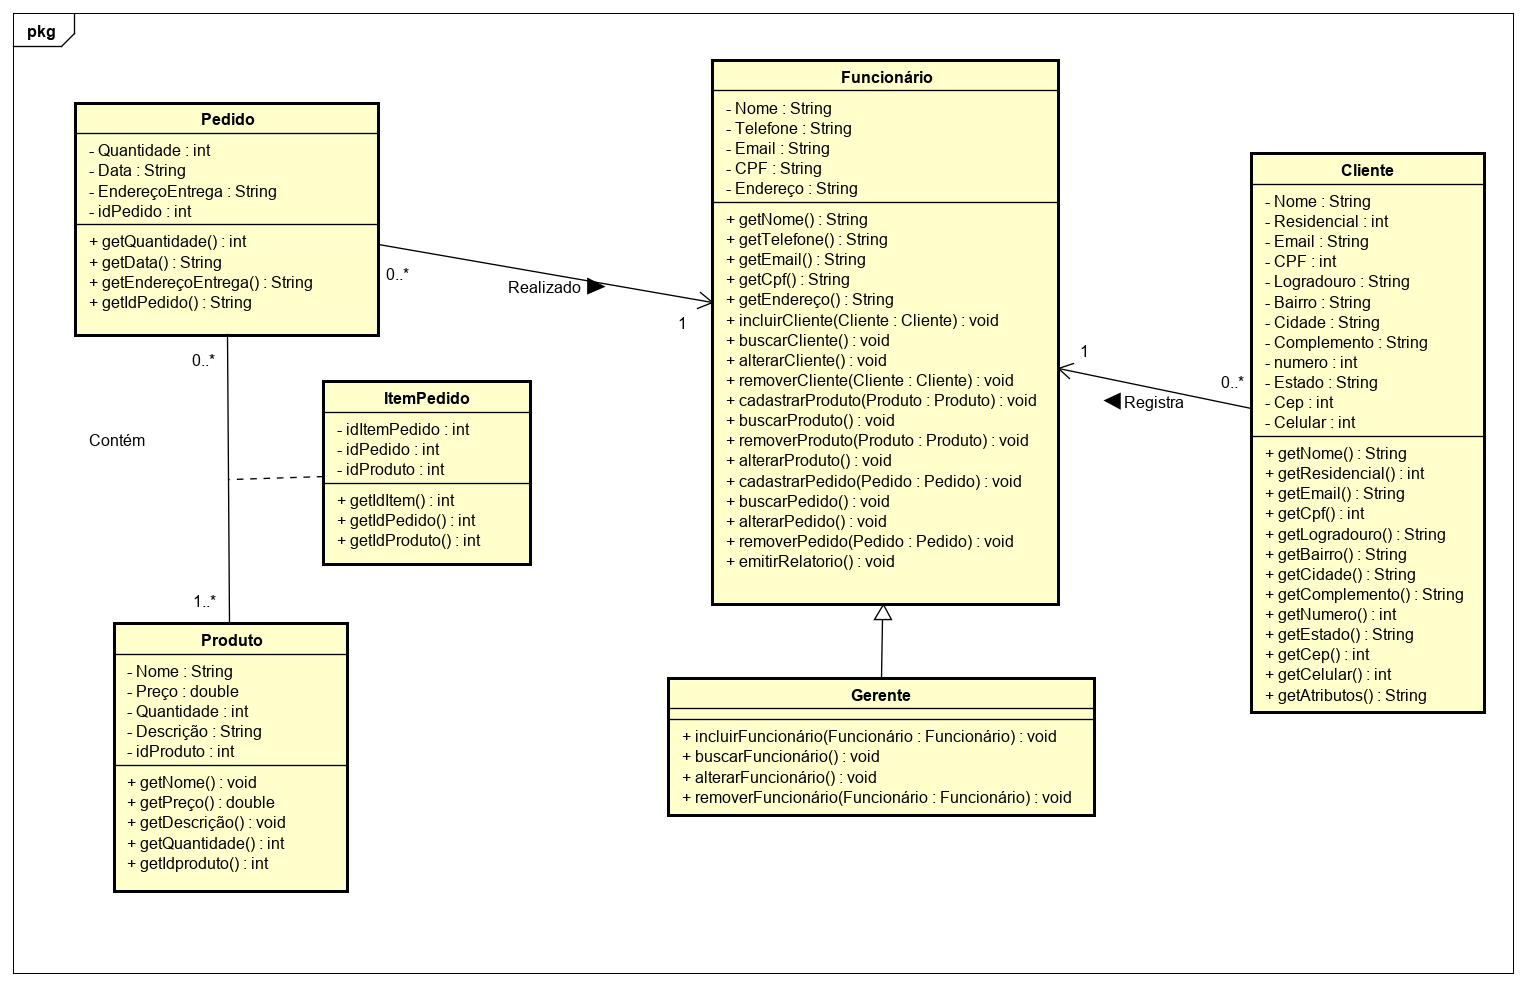 pkg
Pedido
- Quantidade : int
- Data : String
- EndereçoEntrega : String
- idPedido : int
+ getQuantidade() : int
+ getData() : String
+ getEndereçoEntrega() : String
+ getIdPedido() : String
0..*
Realizado
1
0..*
Contém
1..*
ItemPedido
- idItemPedido : int
- idPedido : int
- idProduto : int
+ getIdItem() : int
+ getIdPedido() : int
+ getIdProduto() : int
Produto
- Nome : String
- Preço : double
- Quantidade : int
- Descrição : String
- idProduto : int
+ getNome() : void
+ getPreço() : double
+ getDescrição() : void
+ getQuantidade() : int
+ getIdproduto() : int
Funcionário
- Nome : String
- Telefone : String
- Email : String
- CPF : String
- Endereço : String
+ getNome() : String
+ getTelefone() : String
+ getEmail() : String
+ getCpf() : String
+ getEndereço() : String
+ incluirCliente(Cliente : Cliente) : void
+ buscarCliente() : void
+ alterarCliente() : void
+ removerCliente(Cliente : Cliente) : void
+ cadastrarProduto(Produto : Produto) : void
+ buscarProduto() : void
+ removerProduto(Produto : Produto) : void
+ alterarProduto() : void
+ cadastrarPedido(Pedido : Pedido) : void
+ buscarPedido() : void
+ alterarPedido() : void
+ removerPedido(Pedido : Pedido) : void
+ emitirRelatorio() : void
Gerente
+ incluirFuncionário(Funcionário : Funcionário) : void
+ buscarFuncionário() : void
+ alterarFuncionário() : void
+ removerFuncionário(Funcionário : Funcionário) : void
1
0..*
Registra
Cliente
- Nome : String
- Residencial : int
- Email : String
- CPF : int
- Logradouro : String
- Bairro : String
- Cidade : String
- Complemento : String
- numero : int
- Estado : String
- Cep : int
- Celular : int
+ getNome() : String
+ getResidencial() : int
+ getEmail() : String
+ getCpf() : int
+ getLogradouro() : String
+ getBairro() : String
+ getCidade() : String
+ getComplemento() : String
+ getNumero() : int
+ getEstado() : String
+ getCep() : int
+ getCelular() : int
+ getAtributos() : String